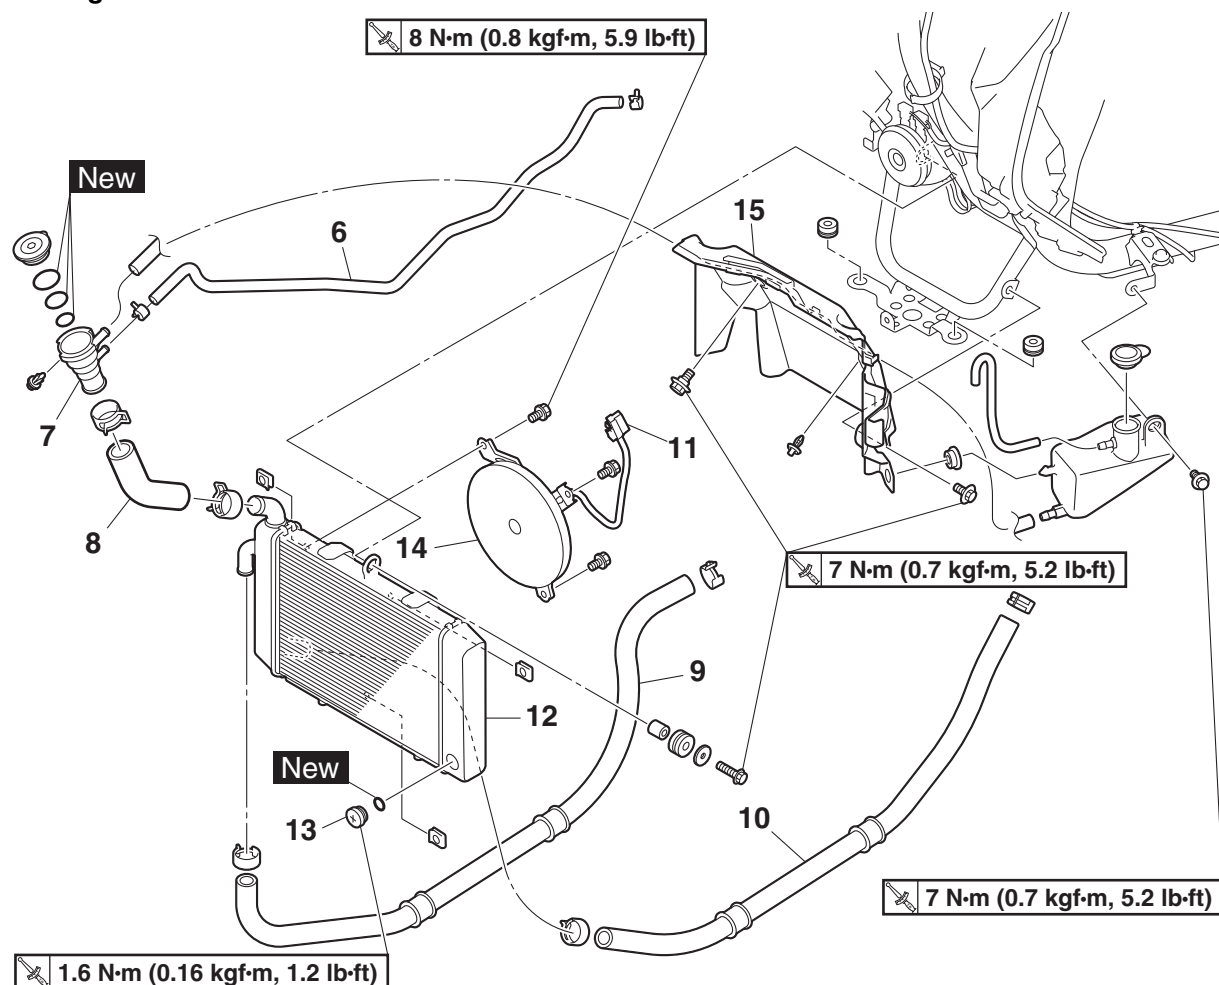 8 N·m (0.8 kgf·m, 5.9 lb·ft)
New
15
6
7
11
8
14
7 N·m (0.7 kgf·m, 5.2 lb·ft)
9
12
New
13
10
7 N·m (0.7 kgf·m, 5.2 lb·ft)
1.6 N·m (0.16 kgf·m, 1.2 lb·ft)